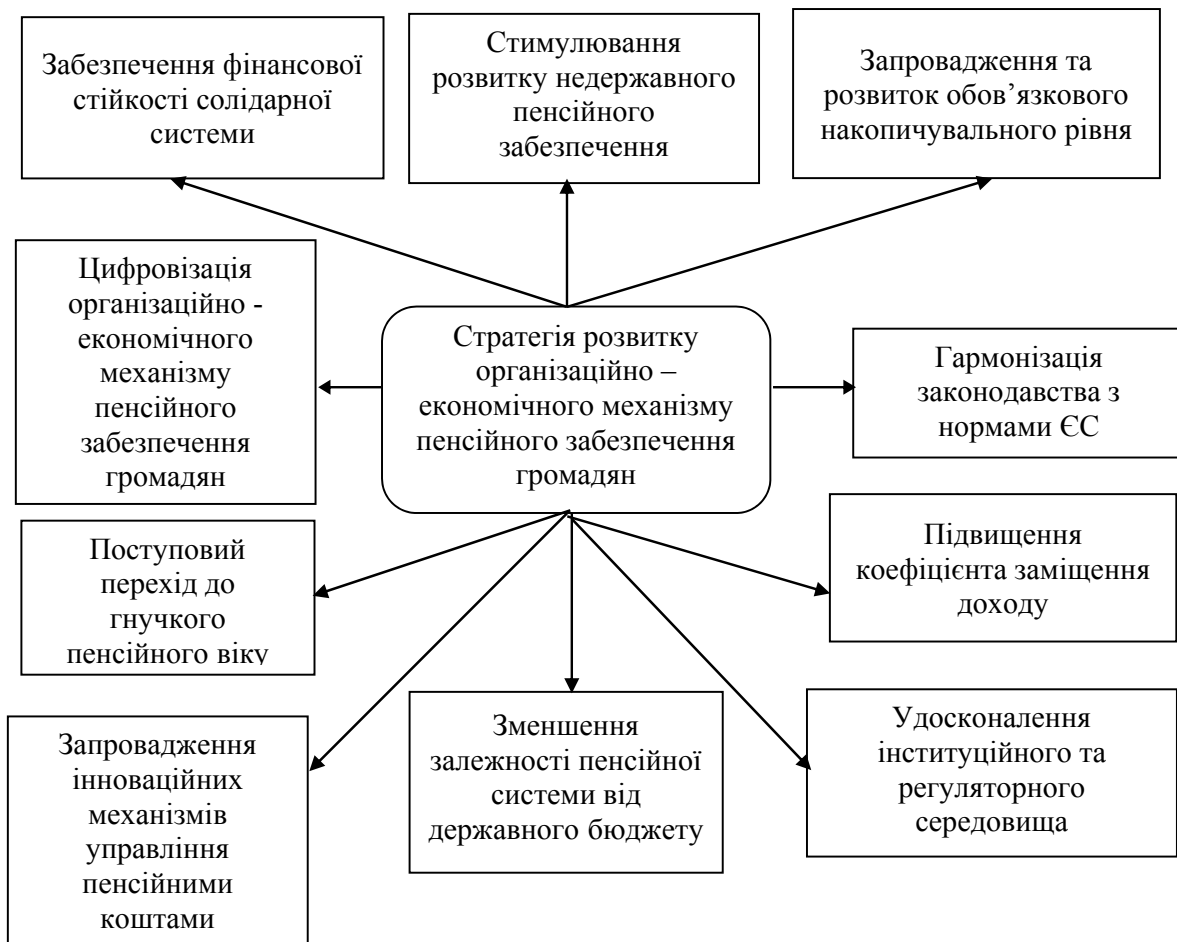 Забезпечення фінансової
стійкості солідарної
системи
Стимулювання
розвитку недержавного
пенсійного
забезпечення
Запровадження та
розвиток обов’язкового
накопичувального рівня
Цифровізація
організаційно -
економічного
механізму
пенсійного
забезпечення
громадян
Стратегія розвитку
організаційно –
економічного механізму
пенсійного забезпечення
громадян
Гармонізація
законодавства з
нормами ЄС
Поступовий
перехід до
гнучкого
пенсійного віку
Підвищення
коефіцієнта заміщення
доходу
Запровадження
інноваційних
механізмів
управління
пенсійними
коштами
Зменшення
залежності пенсійної
системи від
державного бюджету
Удосконалення
інституційного та
регуляторного
середовища